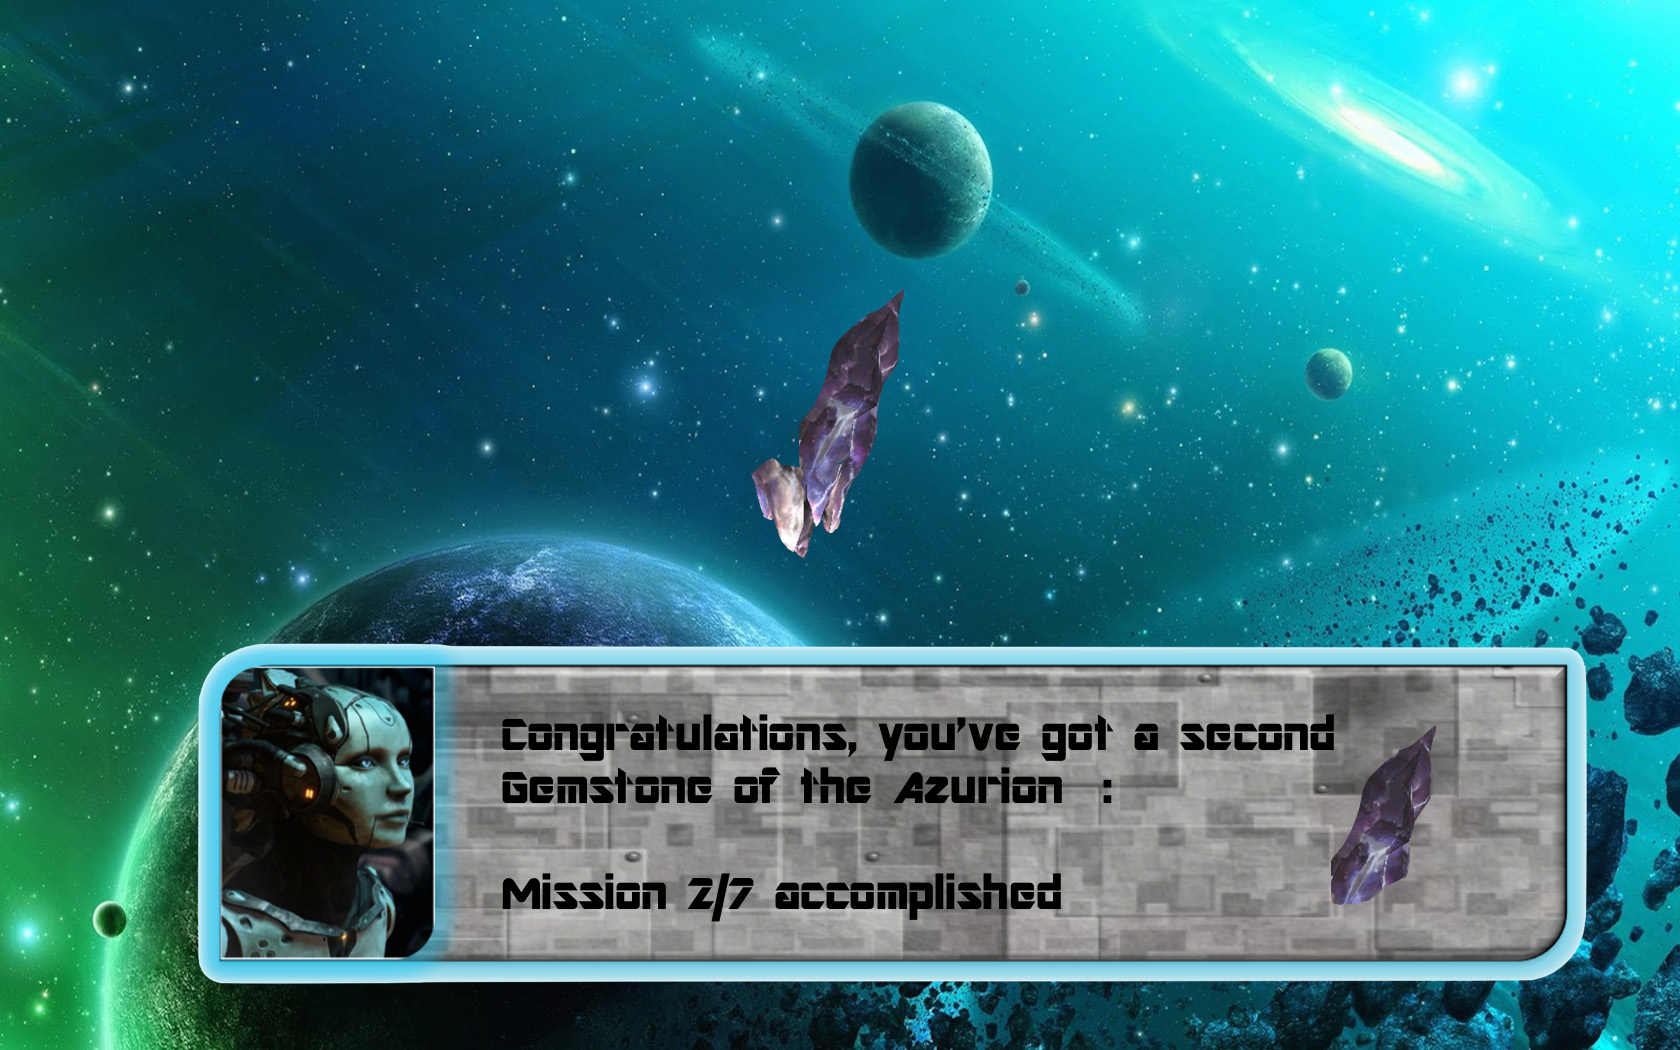 Congratulations, you've got a second
Gemstone of the Azurion :
Mission 2/7 accomplished